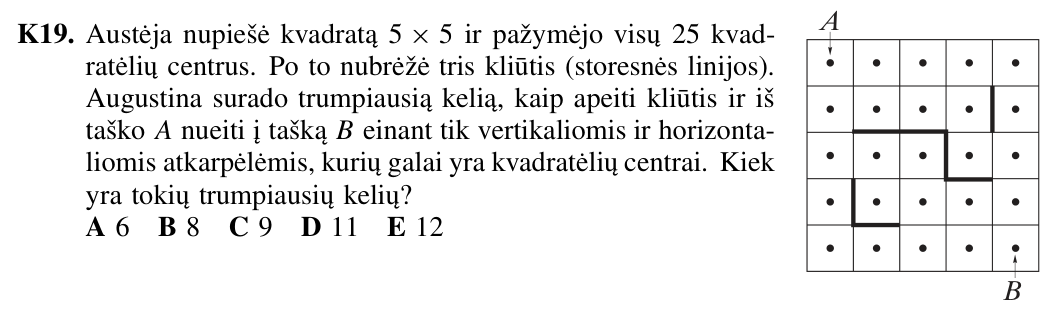 K19. Austėja nupiešė kvadratą 5 × 5 ir pažymėjo visų 25 kvad-
ratėlių centrus. Po to nubrėžė tris kliūtis (storesnės linijos).
Augustina surado trumpiausią kelią, kaip apeiti kliūtis ir iš
taško A nueiti į tašką B einant tik vertikaliomis ir horizonta-
liomis atkarpėlėmis, kurių galai yra kvadratėlių centrai. Kiek
yra tokių trumpiausių kelių?
A 6 B 8 C 9 D 11 E 12
A
B